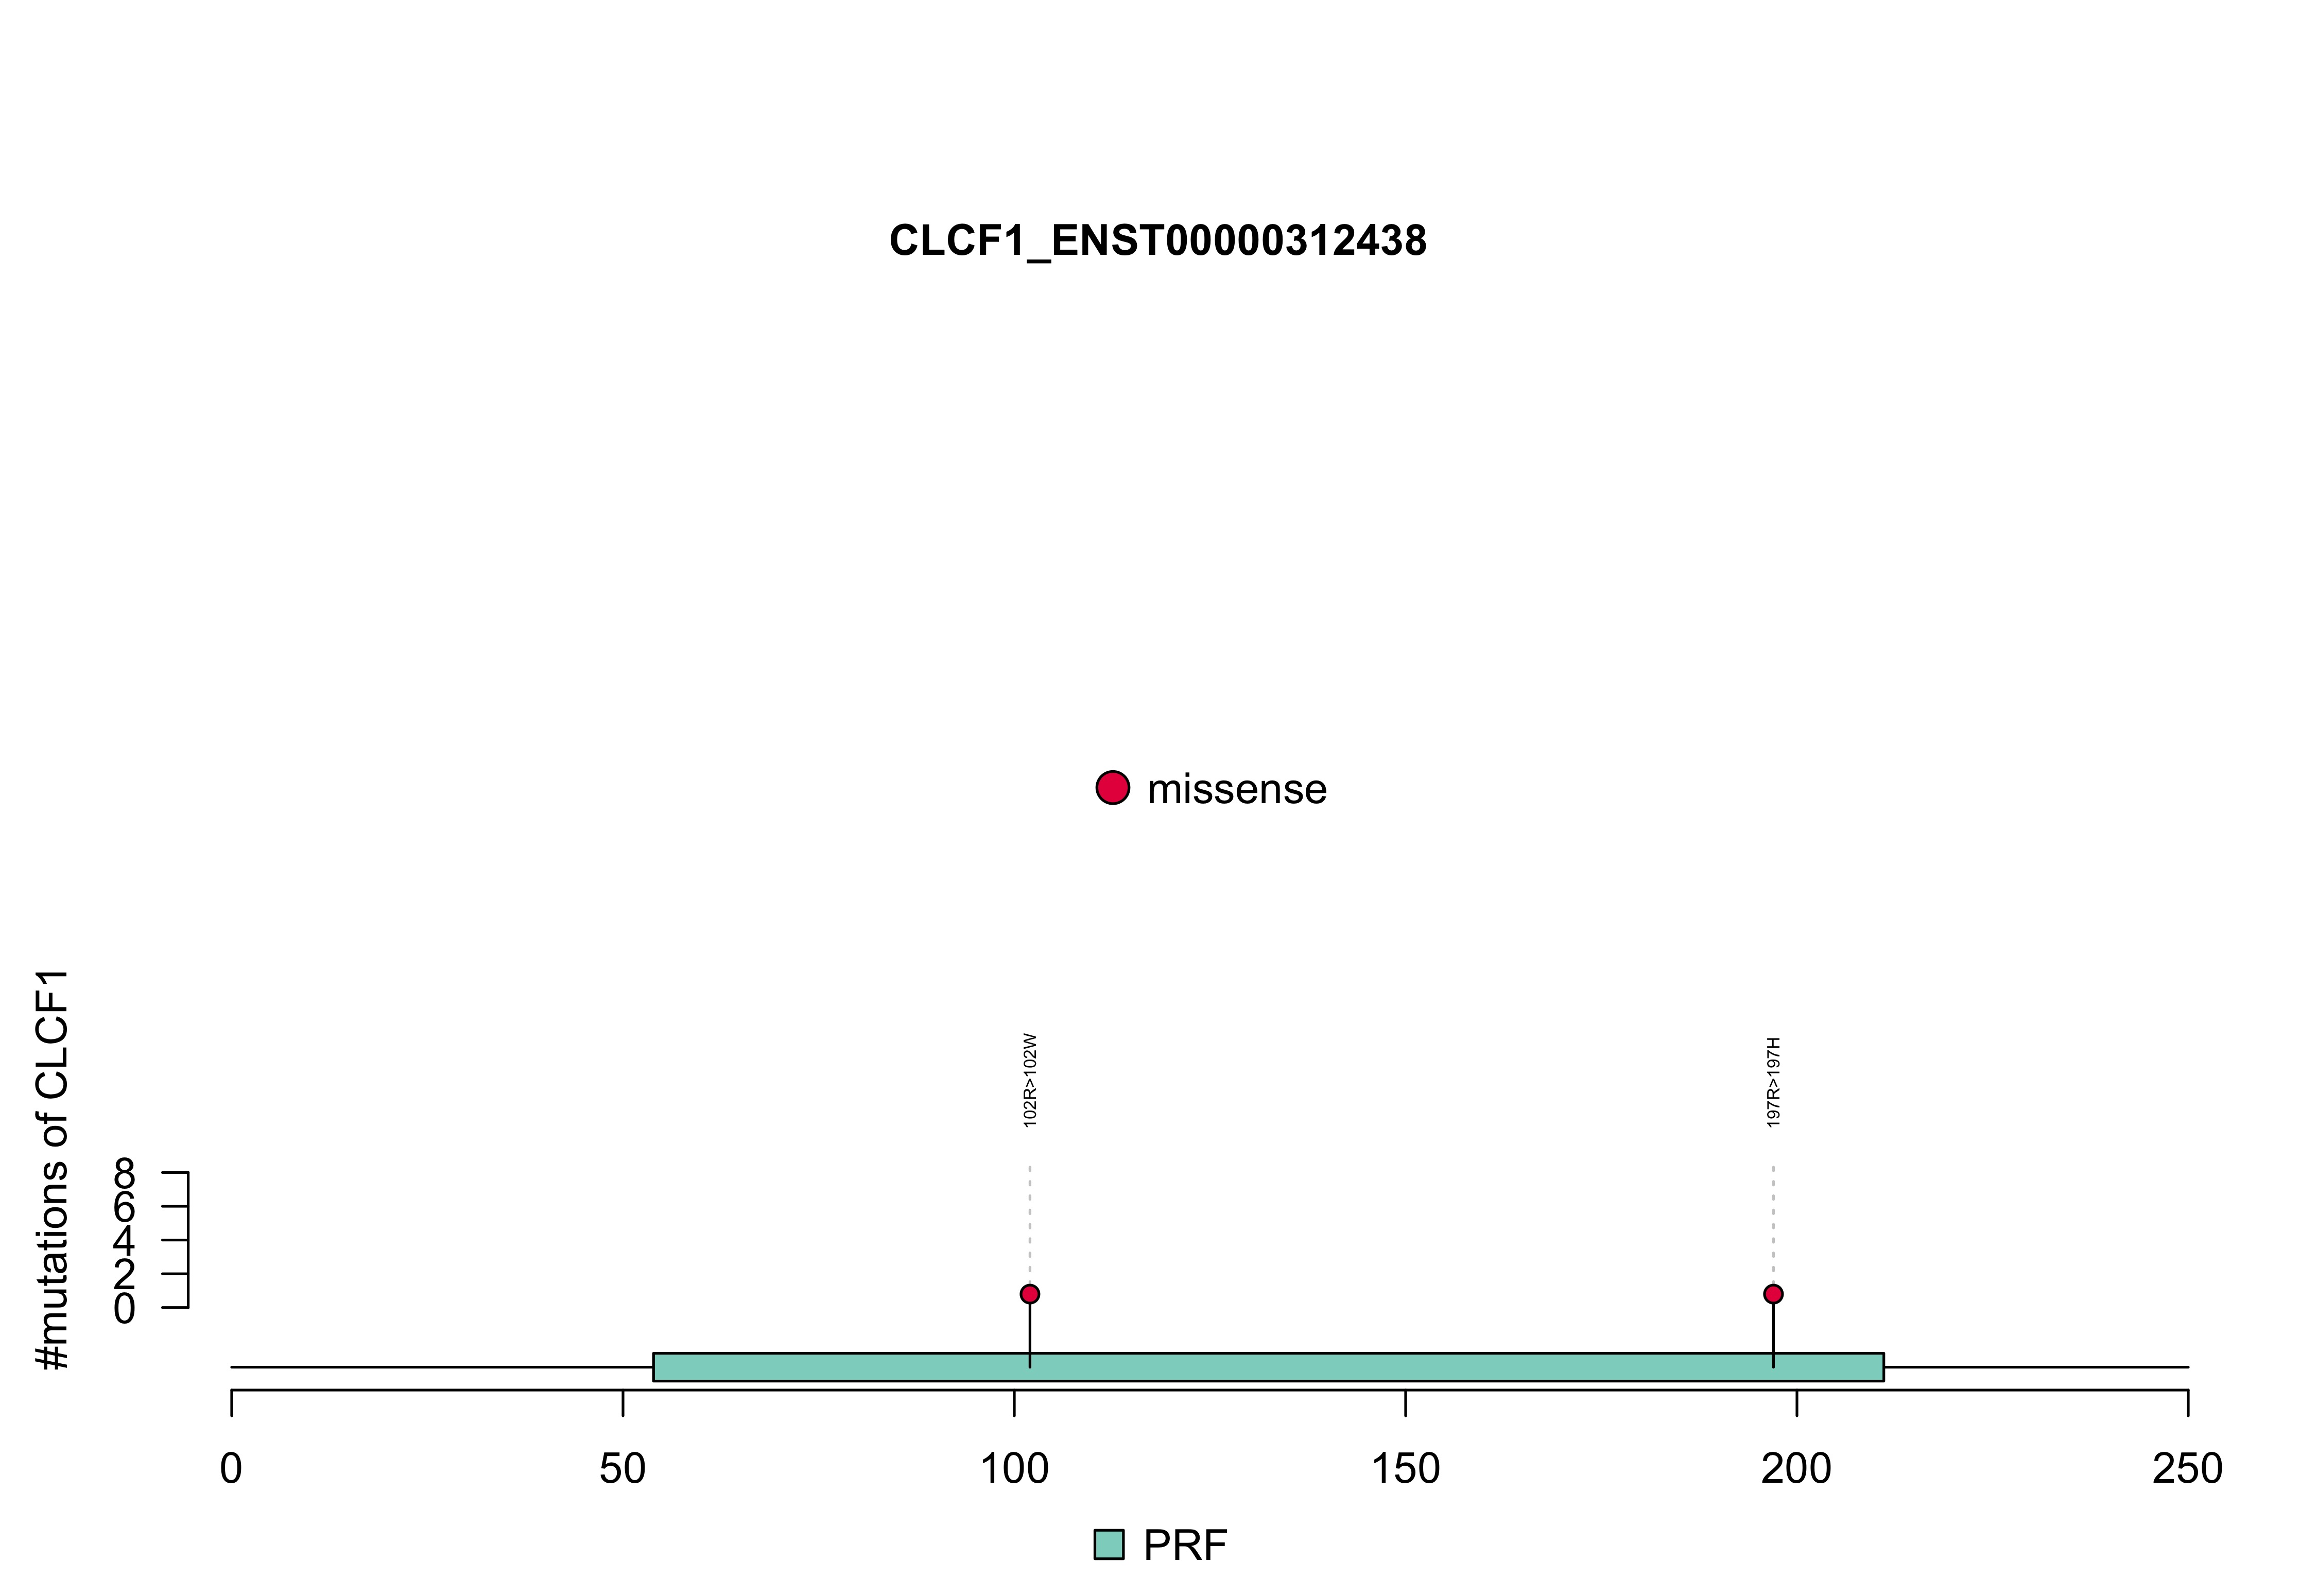 CLCF1_ENST00000312438
missense
#mutations of CLCF1
102R>102W
197R>197H
8
6
4
2
0
0 50 100 150 200 250
PRF